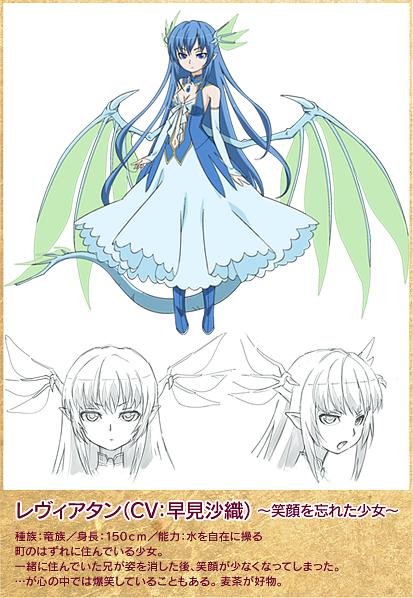 レヴィアタン（CV：早見沙織） ～笑顔を忘れた少女～
種族：竜族／身長：150ｃｍ／能力：水を自在に操る
町のはずれに住んでいる少女。
一緒に住んでいた兄が姿を消した後、笑顔が少なくなってしまった。
…が心の中では爆笑していることもある。麦茶が好物。